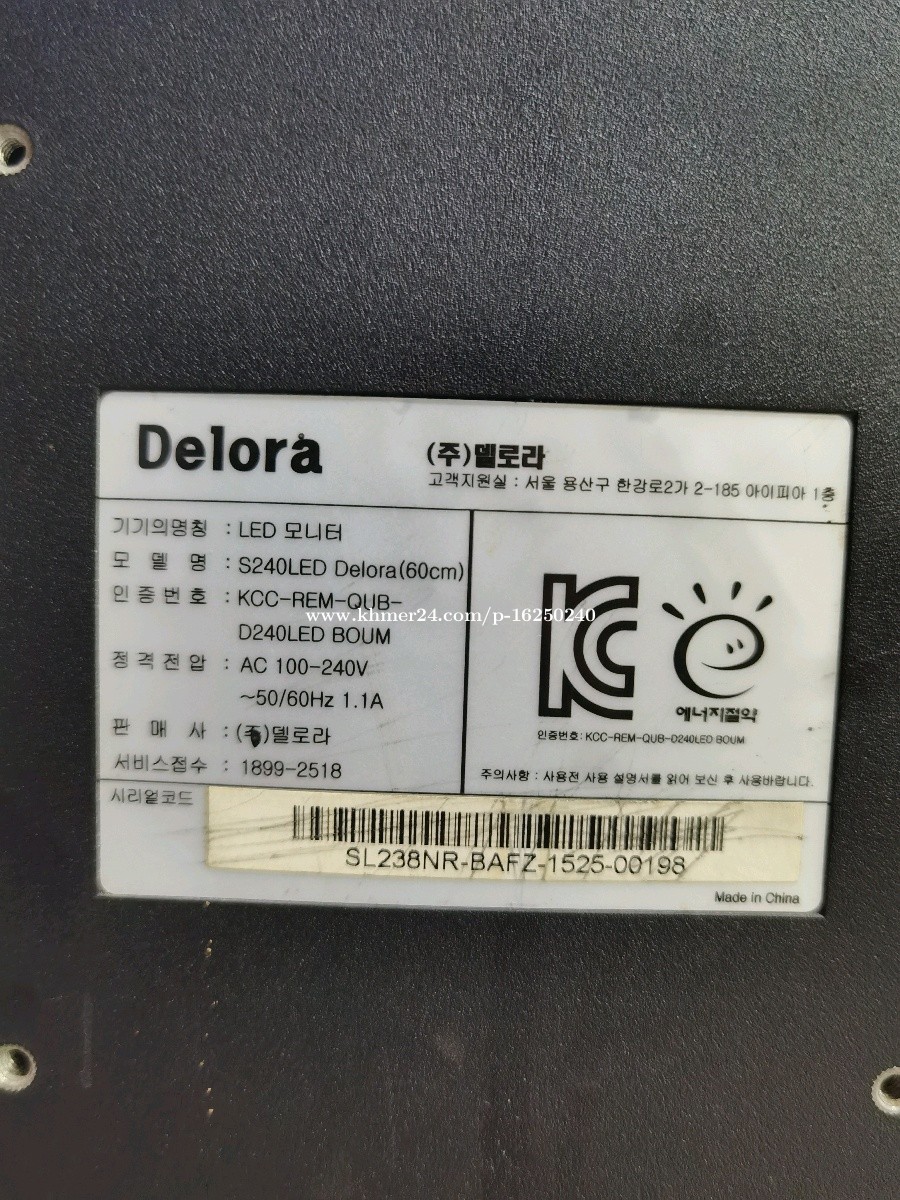 Delora
(주)델로라
고객지원실 : 서울 용산구 한강로2가 2-185 아이피아 1층
기기의명칭 : LED 모니터
모 델 명 : S240LED Delora(60cm)
인증번호 : KCC-REM-QUB-
D240LED BOUM
www.khmer24.com/p-16250240
정격전압 : AC 100-240V
~50/60Hz 1.1A
판 매 사 : (주)델로라
서비스접수 : 1899-2518
KC
에너지절약
인증번호: KCC-REM-QUB-D240LED BOUM
주의사항 : 사용전 사용 설명서를 읽어 보신 후 사용바랍니다.
시리얼코드
SL238NR-BAFZ-1525-00198
Made in China